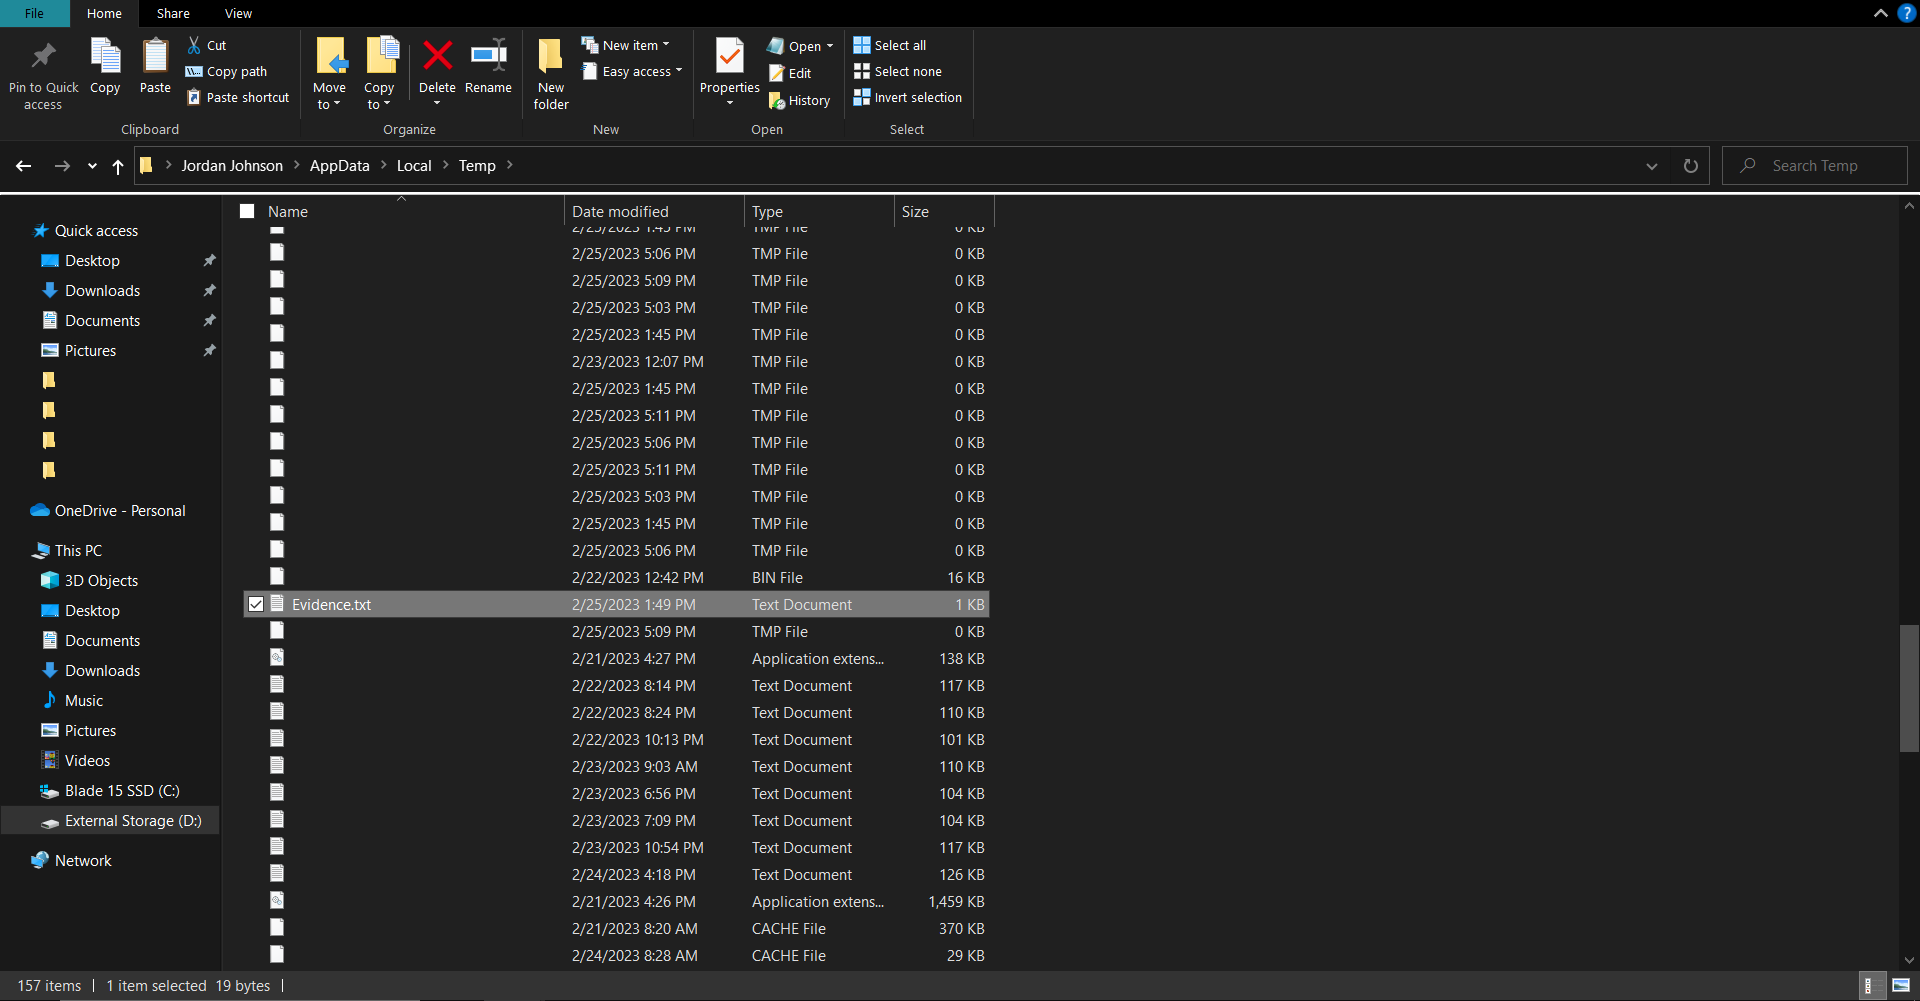 File Home Share View
Pin to Quick access
Copy
Paste
Cut
Copy path
Paste shortcut
Clipboard
Move to
Copy to
Delete
Rename
Organize
New folder
New item
Easy access
New
Properties
Open
Edit
History
Open
Select all
Select none
Invert selection
Select
Jordan Johnson AppData Local Temp
Search Temp
Quick access
Desktop
Downloads
Documents
Pictures
OneDrive - Personal
This PC
3D Objects
Desktop
Documents
Downloads
Music
Pictures
Videos
Blade 15 SSD (C:)
External Storage (D:)
Network
Name Date modified Type Size
2/25/2023 1:45 PM TMP File 0 KB
2/25/2023 5:06 PM TMP File 0 KB
2/25/2023 5:09 PM TMP File 0 KB
2/25/2023 5:03 PM TMP File 0 KB
2/25/2023 1:45 PM TMP File 0 KB
2/23/2023 12:07 PM TMP File 0 KB
2/25/2023 1:45 PM TMP File 0 KB
2/25/2023 5:11 PM TMP File 0 KB
2/25/2023 5:06 PM TMP File 0 KB
2/25/2023 5:11 PM TMP File 0 KB
2/25/2023 5:03 PM TMP File 0 KB
2/25/2023 1:45 PM TMP File 0 KB
2/25/2023 5:06 PM TMP File 0 KB
2/22/2023 12:42 PM BIN File 16 KB
Evidence.txt 2/25/2023 1:49 PM Text Document 1 KB
2/25/2023 5:09 PM TMP File 0 KB
2/21/2023 4:27 PM Application extens... 138 KB
2/22/2023 8:14 PM Text Document 117 KB
2/22/2023 8:24 PM Text Document 110 KB
2/22/2023 10:13 PM Text Document 101 KB
2/23/2023 9:03 AM Text Document 110 KB
2/23/2023 6:56 PM Text Document 104 KB
2/23/2023 7:09 PM Text Document 104 KB
2/23/2023 10:54 PM Text Document 117 KB
2/24/2023 4:18 PM Text Document 126 KB
2/21/2023 4:26 PM Application extens... 1,459 KB
2/21/2023 8:20 AM CACHE File 370 KB
2/24/2023 8:28 AM CACHE File 29 KB
157 items 1 item selected 19 bytes